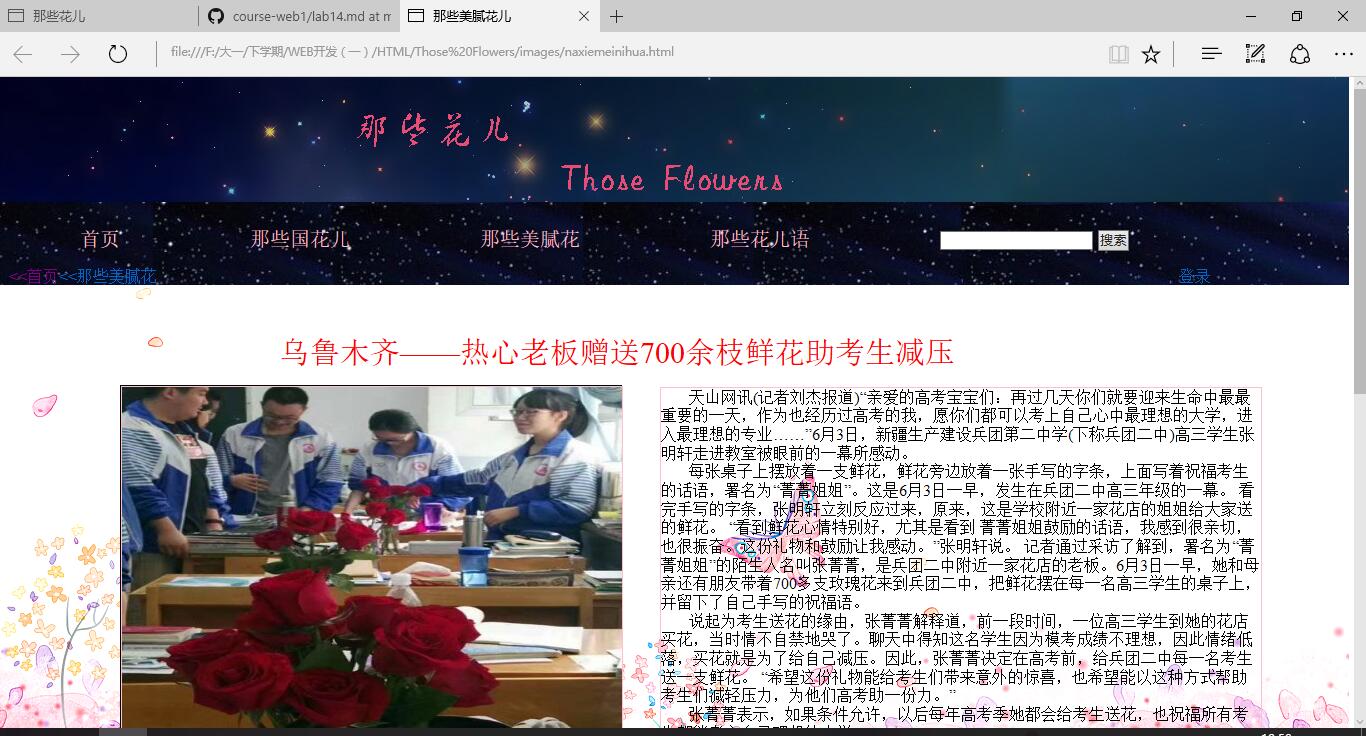 那些花儿
course-web1/lab14.md at m
那些美腻花儿
file:///F:/大一/下学期/WEB开发（一）/HTML/Those%20Flowers/images/naxiemeinihua.html
那些花儿
Those Flowers
首页
那些国花儿
那些美腻花
那些花儿语
搜索
<<首页<<那些美腻花
登录
乌鲁木齐——热心老板赠送700余枝鲜花助考生减压
天山网讯(记者刘杰报道)“亲爱的高考宝宝们：再过几天你们就要迎来生命中最最
重要的一天，作为也经历过高考的我，愿你们都可以考上自己心中最理想的大学，进
入最理想的专业……”6月3日，新疆生产建设兵团第二中学(下称兵团二中)高三学生张
明轩走进教室被眼前的一幕所感动。
每张桌子上摆放着一支鲜花，鲜花旁边放着一张手写的字条，上面写着祝福考生
的话语，署名为“菁菁姐姐”。这是6月3日一早，发生在兵团二中高三年级的一幕。 看
完手写的字条，张明轩立刻反应过来，原来，这是学校附近一家花店的姐姐给大家送
的鲜花。 “看到鲜花心情特别好，尤其是看到 菁菁姐姐鼓励的话语，我感到很亲切，
也很振奋。这份礼物和鼓励让我感动。”张明轩说。 记者通过采访了解到，署名为“菁
菁姐姐”的陌生人名叫张菁菁，是兵团二中附近一家花店的老板。6月3日一早，她和母
亲还有朋友带着700多支玫瑰花来到兵团二中，把鲜花摆在每一名高三学生的桌子上，
并留下了自己手写的祝福语。
说起为考生送花的缘由，张菁菁解释道，前一段时间，一位高三学生到她的花店
买花，当时情不自禁地哭了。聊天中得知这名学生因为模考成绩不理想，因此情绪低
落，买花就是为了给自己减压。因此，张菁菁决定在高考前，给兵团二中每一名考生
送一支鲜花。 “希望这份礼物能给考生们带来意外的惊喜，也希望能以这种方式帮助
考生们减轻压力，为他们高考助一份力。”
张菁菁表示，如果条件允许，以后每年高考季她都会给考生送花，也祝福所有考